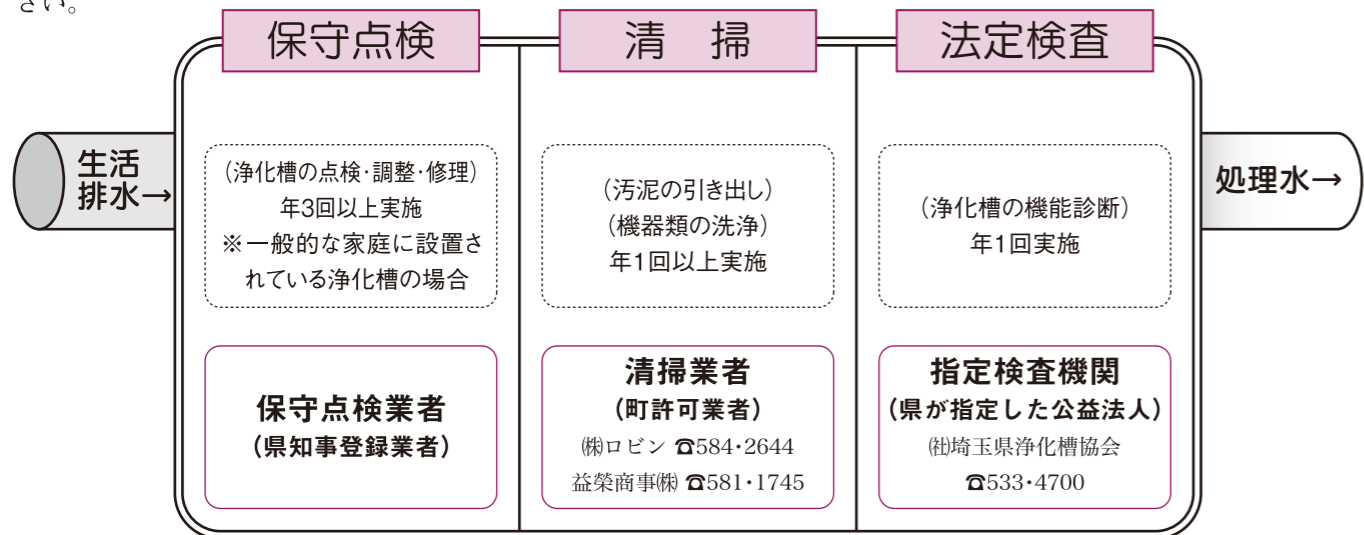 さい。
保守点検
清 掃
法定検査
生活
排水→
(浄化槽の点検・調整・修理)
年3回以上実施
※一般的な家庭に設置さ
れている浄化槽の場合
(汚泥の引き出し)
(機器類の洗浄)
年1回以上実施
(浄化槽の機能診断)
年1回実施
処理水→
保守点検業者
(県知事登録業者)
清掃業者
(町許可業者)
㈱ロビン ☎584・2644
益榮商事㈱ ☎581・1745
指定検査機関
(県が指定した公益法人)
㈳埼玉県浄化槽協会
☎533・4700